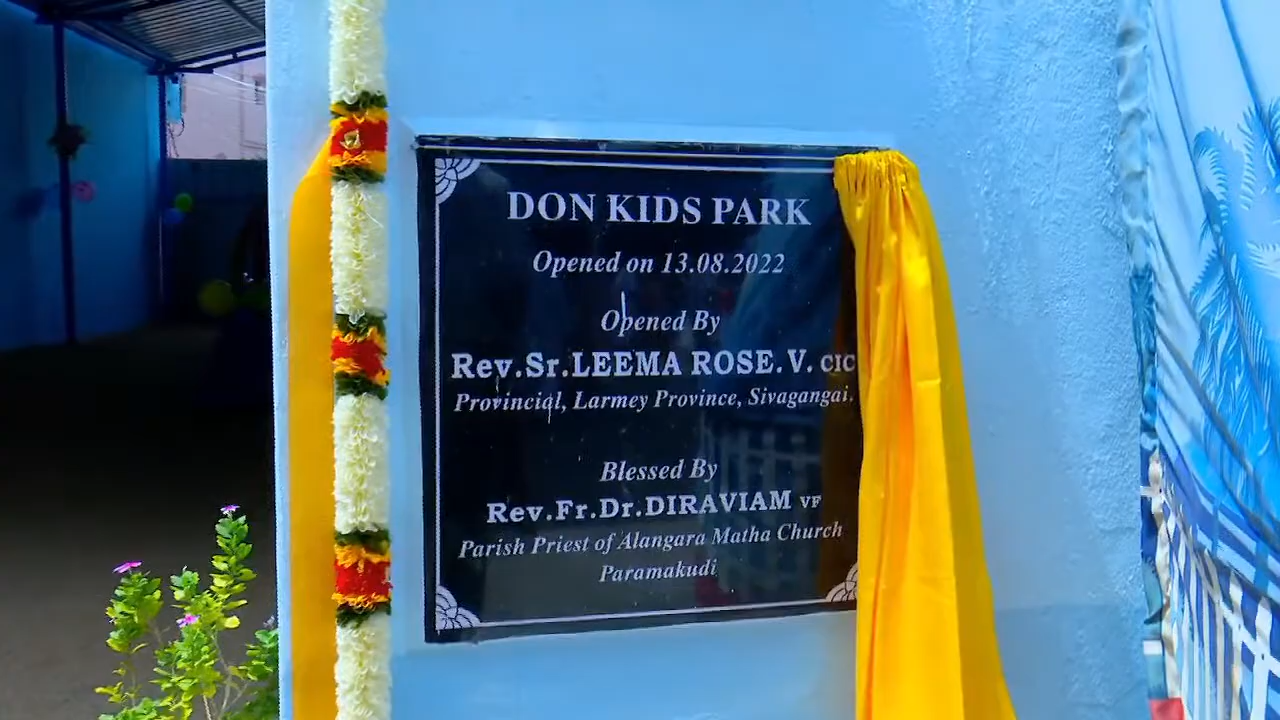 DON KIDS PARK
Opened on 13.08.2022
Opened By
Rev.Sr.LEEMA ROSE.V. CIC
Provincial, Larmey Province, Sivagangai.
Blessed By
Rev.Fr.Dr.DIRAVIAM VF
Parish Priest of Alangara Matha Church
Paramakudi